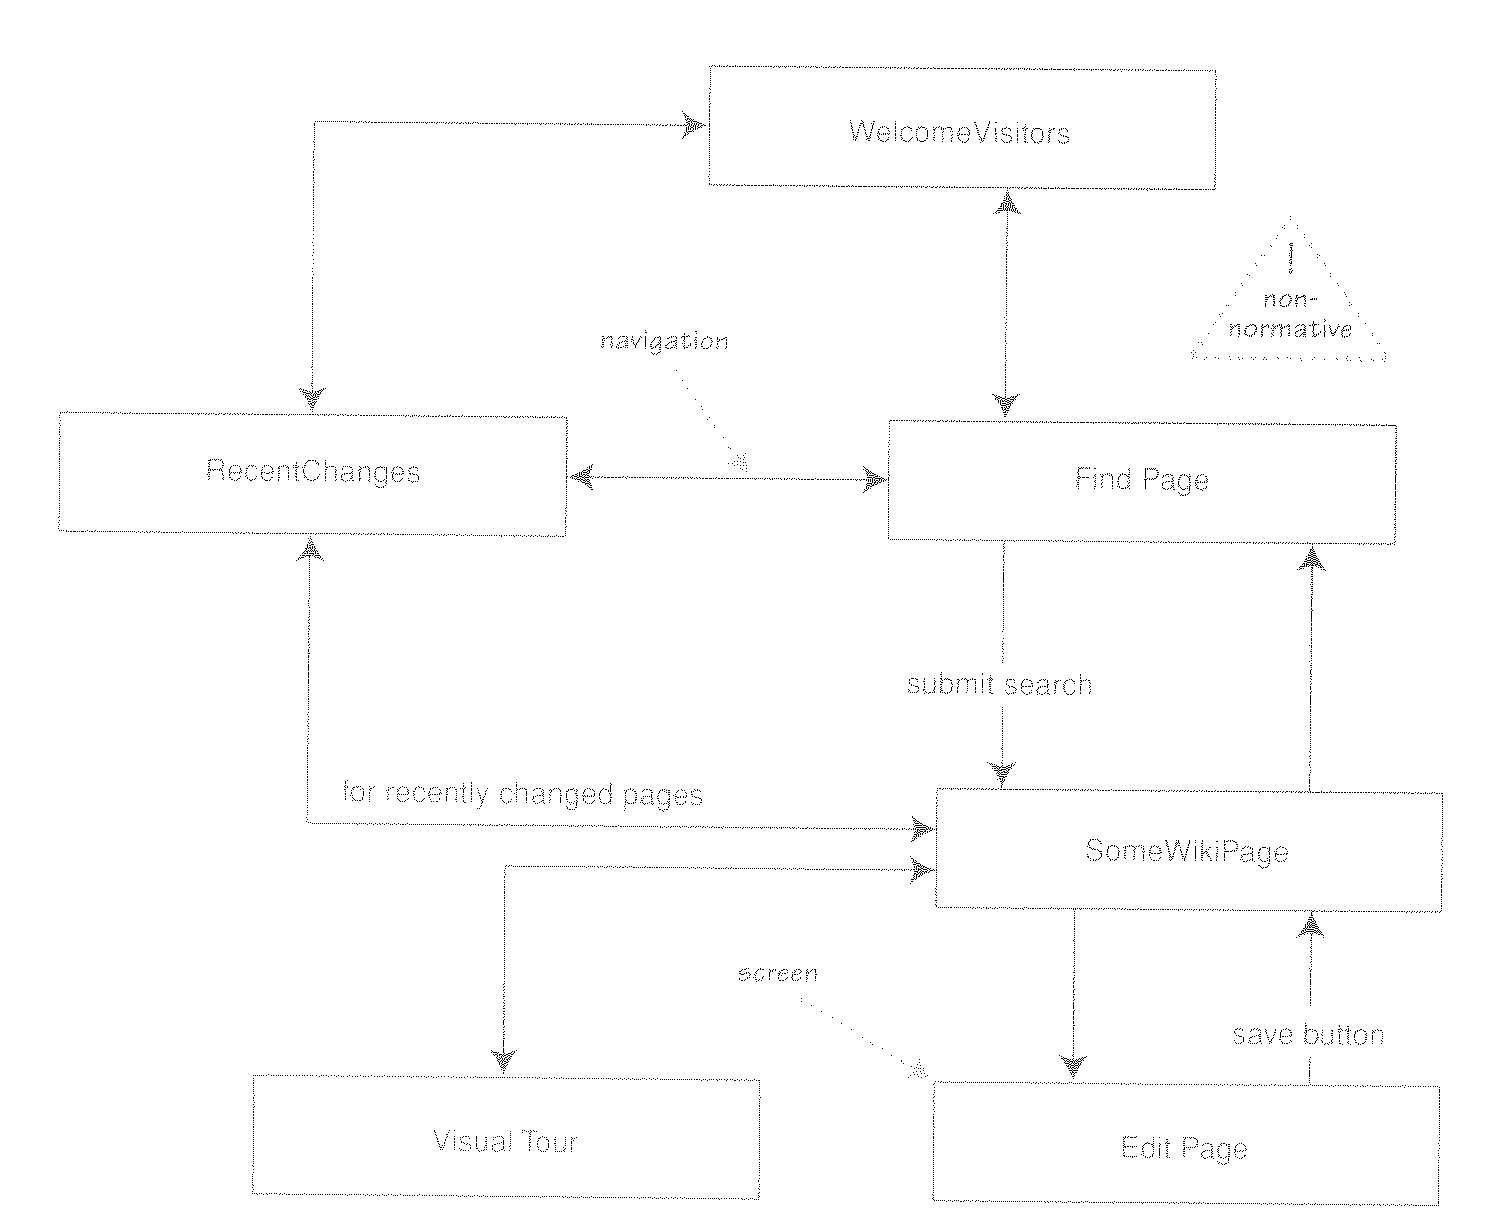 WelcomeVisitors
!
non-
normative
navigation
RecentChanges
Find Page
submit search
for recently changed pages
SomeWikiPage
screen
save button
Visual Tour
Edit Page